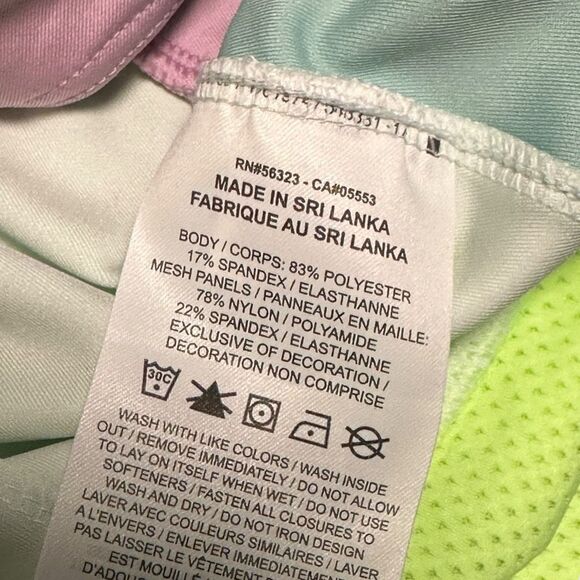 RN#56323 - CA#05553
MADE IN SRI LANKA
FABRIQUE AU SRI LANKA
BODY / CORPS: 83% POLYESTER
17% SPANDEX / ELASTHANNE
MESH PANELS / PANNEAUX EN MAILLE:
78% NYLON / POLYAMIDE
22% SPANDEX / ELASTHANNE
EXCLUSIVE OF DECORATION /
DECORATION NON COMPRISE
30C
WASH WITH LIKE COLORS / WASH INSIDE
OUT / REMOVE IMMEDIATELY / DO NOT ALLOW
TO LAY ON ITSELF WHEN WET / DO NOT USE
SOFTENERS / FASTEN ALL CLOSURES TO
WASH AND DRY / DO NOT IRON DESIGN
LAVER AVEC COULEURS SIMILAIRES / LAVER
A L'ENVERS / ENLEVER IMMEDIATEMENT /
PAS LAISSER LE VÊTEMENT
EST MOUILLÉ /